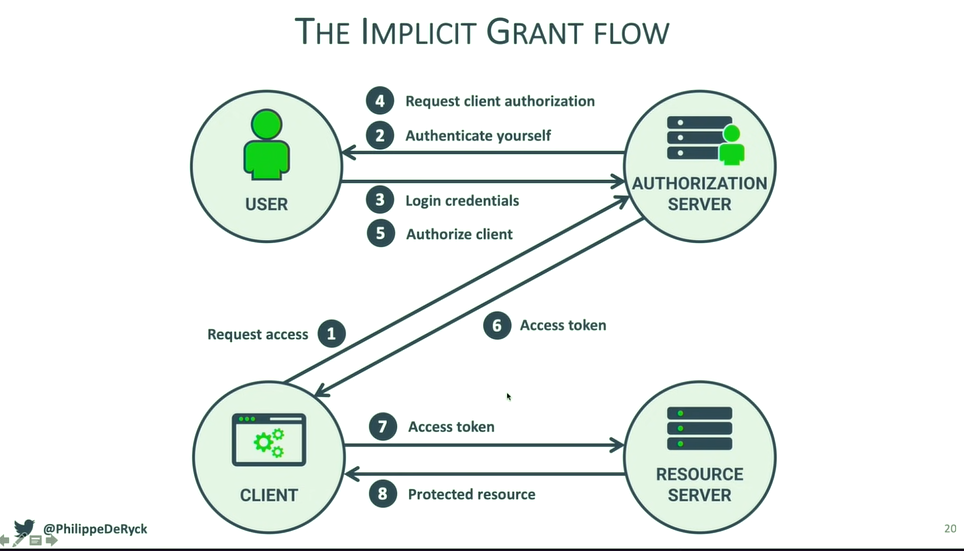 THE IMPLICIT GRANT FLOW
4 Request client authorization
2 Authenticate yourself
USER
AUTHORIZATION
SERVER
3 Login credentials
5 Authorize client
Request access 1
6 Access token
CLIENT
7 Access token
8 Protected resource
RESOURCE
SERVER
@PhilippeDeRyck
20